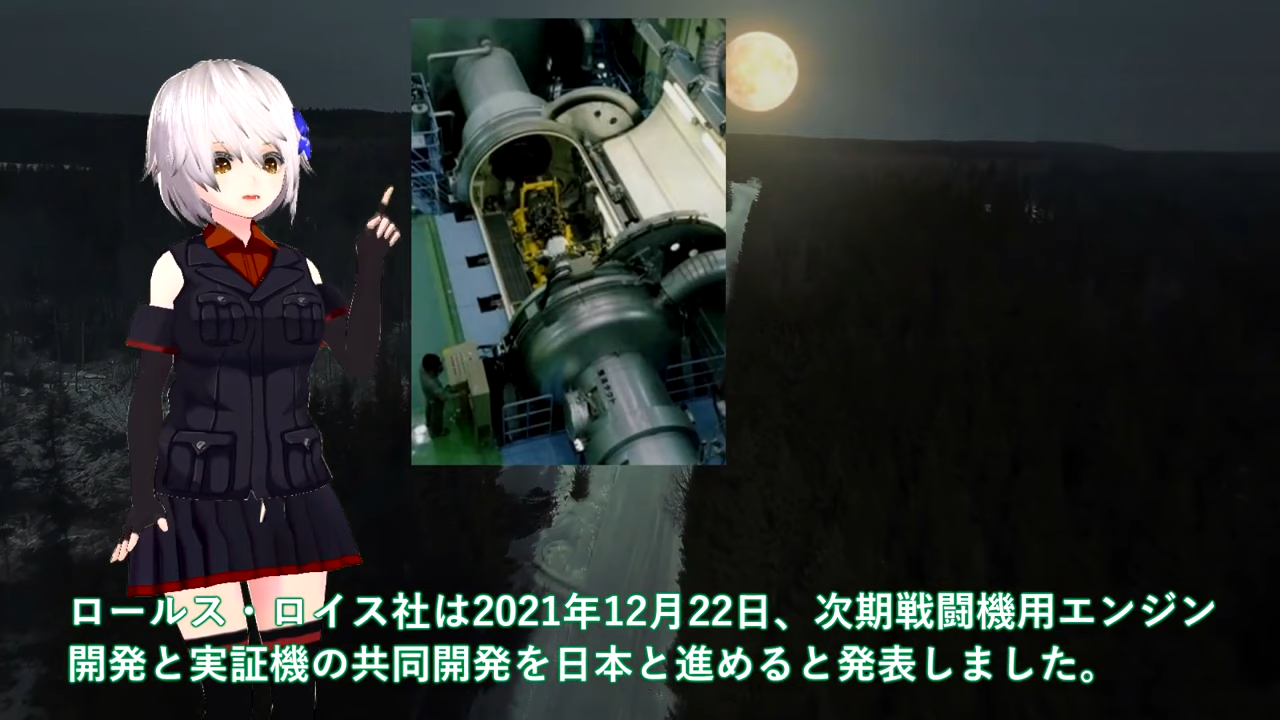 ロールス・ロイス社は2021年12月22日、次期戦闘機用エンジン
開発と実証機の共同開発を日本と進めると発表しました。